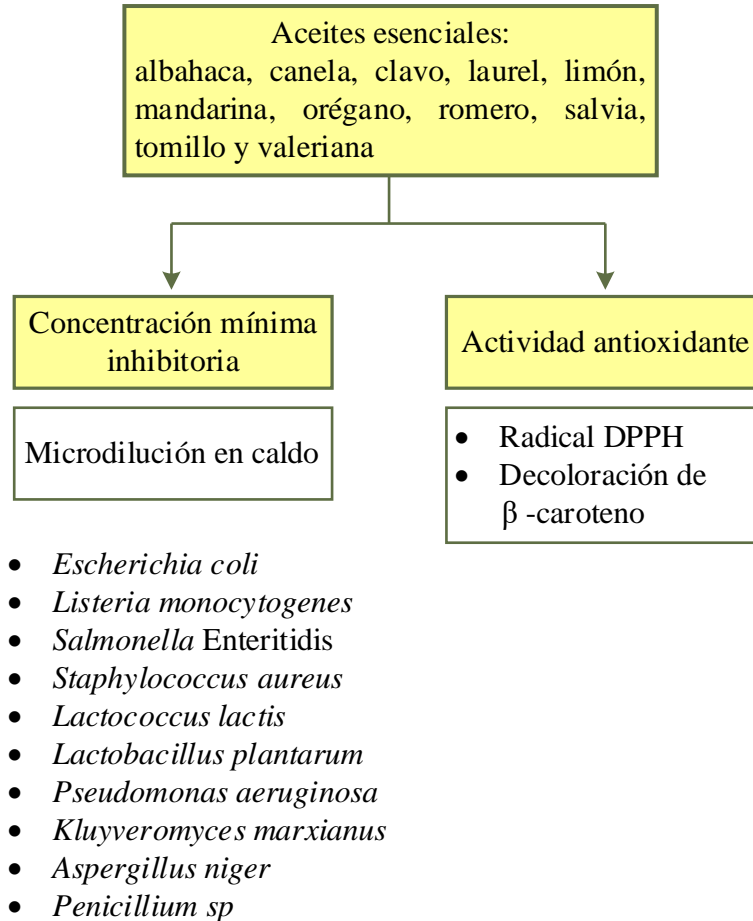 Aceites esenciales:
albahaca, canela, clavo, laurel, limón,
mandarina, orégano, romero, salvia,
tomillo y valeriana
Concentración mínima
inhibitoria
Actividad antioxidante
Microdilución en caldo
• Radical DPPH
• Decoloración de
β -caroteno
• Escherichia coli
• Listeria monocytogenes
• Salmonella Enteritidis
• Staphylococcus aureus
• Lactococcus lactis
• Lactobacillus plantarum
• Pseudomonas aeruginosa
• Kluyveromyces marxianus
• Aspergillus niger
• Penicillium sp